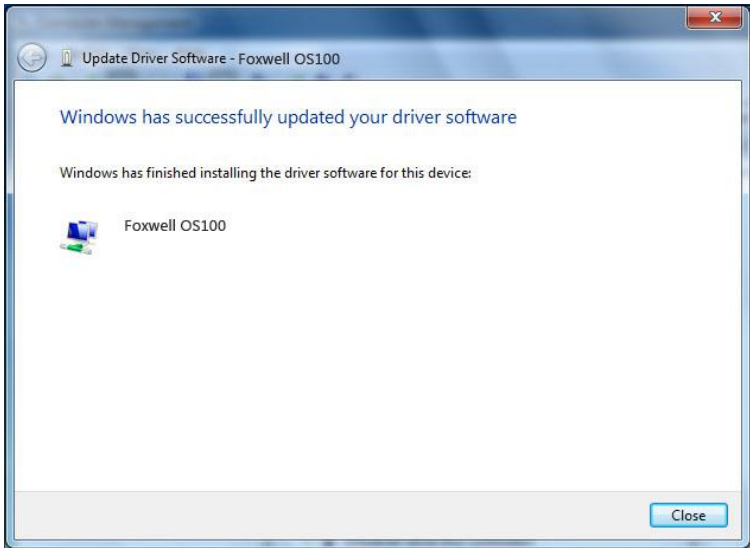 Update Driver Software - Foxwell OS100
Windows has successfully updated your driver software
Windows has finished installing the driver software for this device:
Foxwell OS100
Close